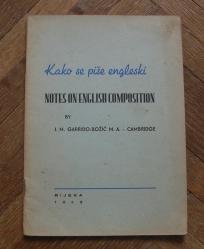 Kako se piše engleski
NOTES ON ENGLISH COMPOSITION
BY
I. M. GARRIDO-BOŽIĆ M. A. - CAMBRIDGE
RIJEKA